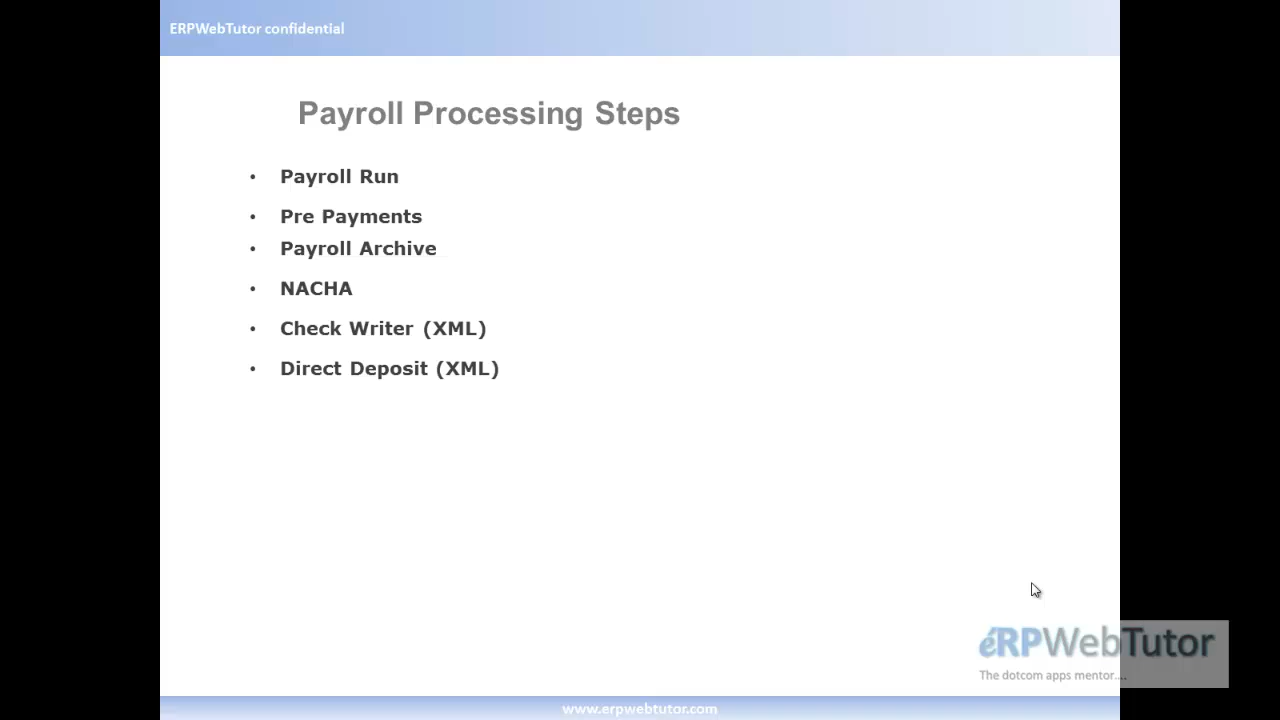 ERPWebTutor confidential
Payroll Processing Steps
• Payroll Run
• Pre Payments
• Payroll Archive
• NACHA
• Check Writer (XML)
• Direct Deposit (XML)
eRPWebTutor
The dotcom apps mentor....
www.erpwebtutor.com